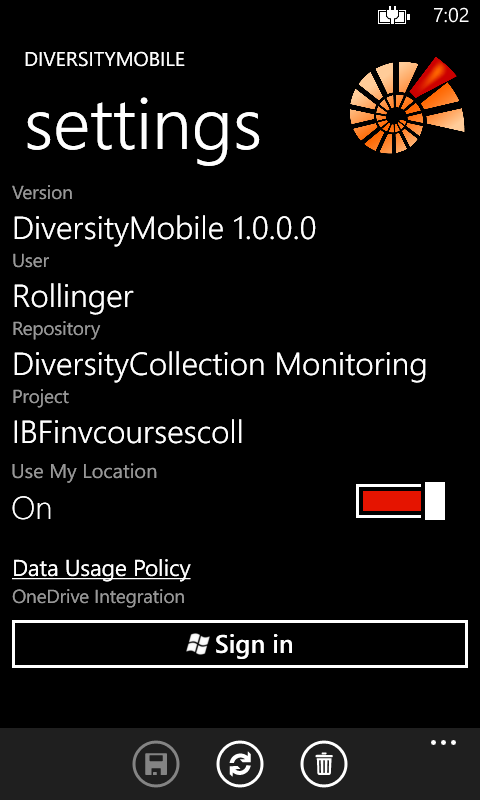 7:02
DIVERSITYMOBILE
settings
Version
DiversityMobile 1.0.0.0
User
Rollinger
Repository
DiversityCollection Monitoring
Project
IBFinvcoursescoll
Use My Location
On
Data Usage Policy
OneDrive Integration
Sign in